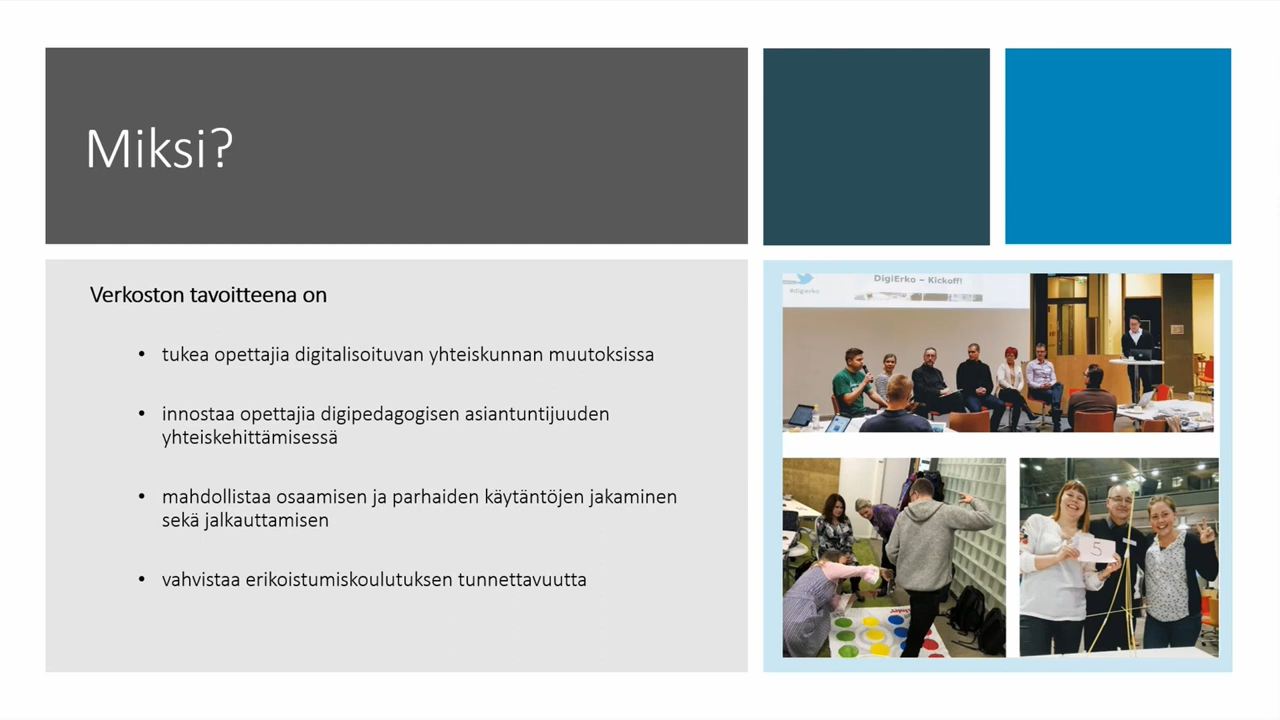 Miksi?
Verkoston tavoitteena on
• tukea opettajia digitalisoituvan yhteiskunnan muutoksissa
• innostaa opettajia digipedagogisen asiantuntijuuden
yhteiskehittämisessä
• mahdollistaa osaamisen ja parhaiden käytäntöjen jakaminen
sekä jalkauttamisen
• vahvistaa erikoistumiskoulutuksen tunnettavuutta
DigiErko – Kickoff!
#digierko
5